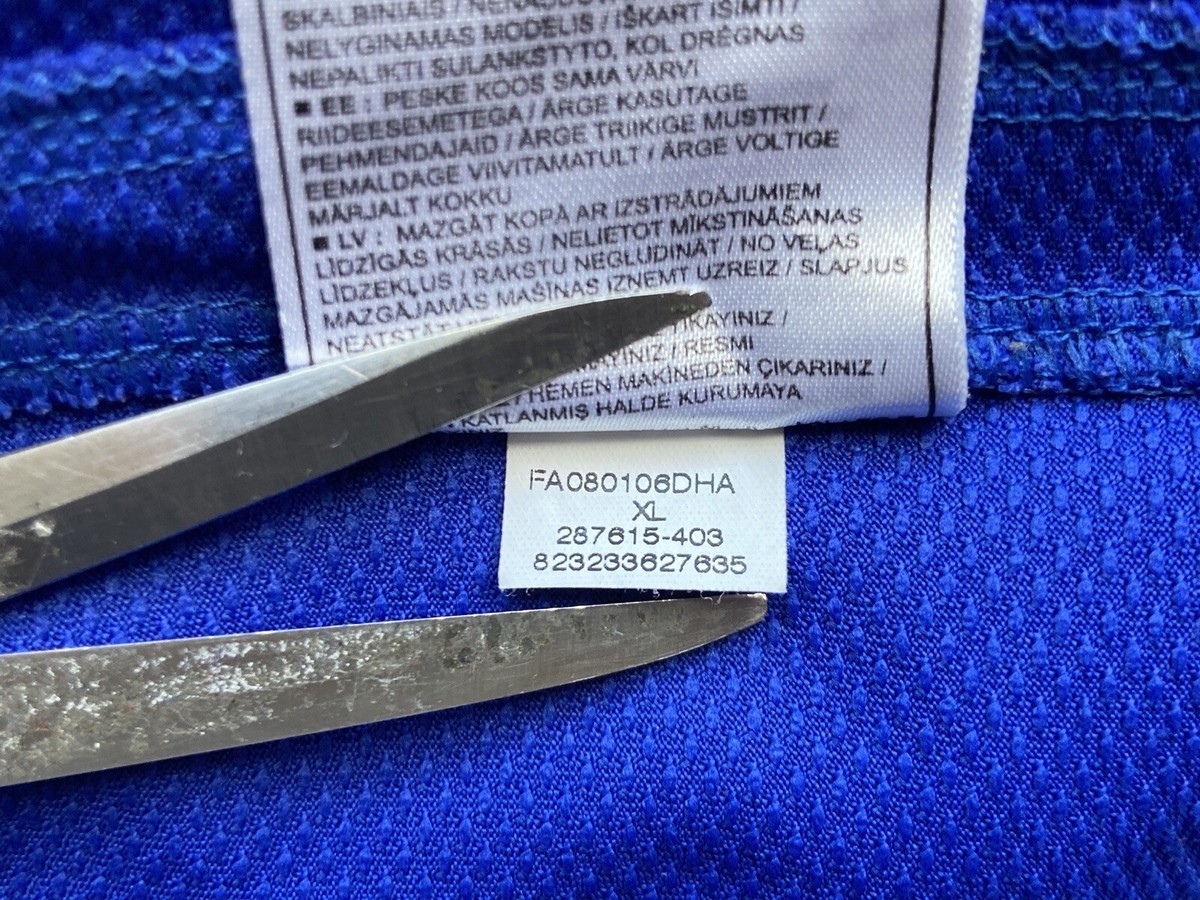 SKALBINIAIS /
NELYGINAMAS MODELIS / IŠKART IŠIMTI /
NEPALIKTI SULANKSTYTO, KOL DRĖGNAS
■ EE : PESKE KOOS SAMA VÄRVI
RIIDEESEMETEGA / ÄRGE KASUTAGE
PEHMENDAJAID / ÄRGE TRIIKIGE MUSTRIT /
EEMALDAGE VIIVITAMATULT / ÄRGE VOLTIGE
MÄRJALT KOKKU
■ LV : MAZGĀT KOPĀ AR IZSTRĀDĀJUMIEM
LĪDZĪGĀS KRĀSĀS / NELIETOT MĪKSTINĀŠANAS
LĪDZEKĻUS / RAKSTU NEGLUDINĀT / NO VEĻAS
MAZGĀJAMĀS MAŠĪNAS IZŅEMT UZREIZ / SLAPJUS
/ RESMI
/ HEMEN MAKİNEDEN ÇIKARINIZ /
KATLANMIŞ HALDE KURUMAYA
FA080106DHA
XL
287615-403
823233627635